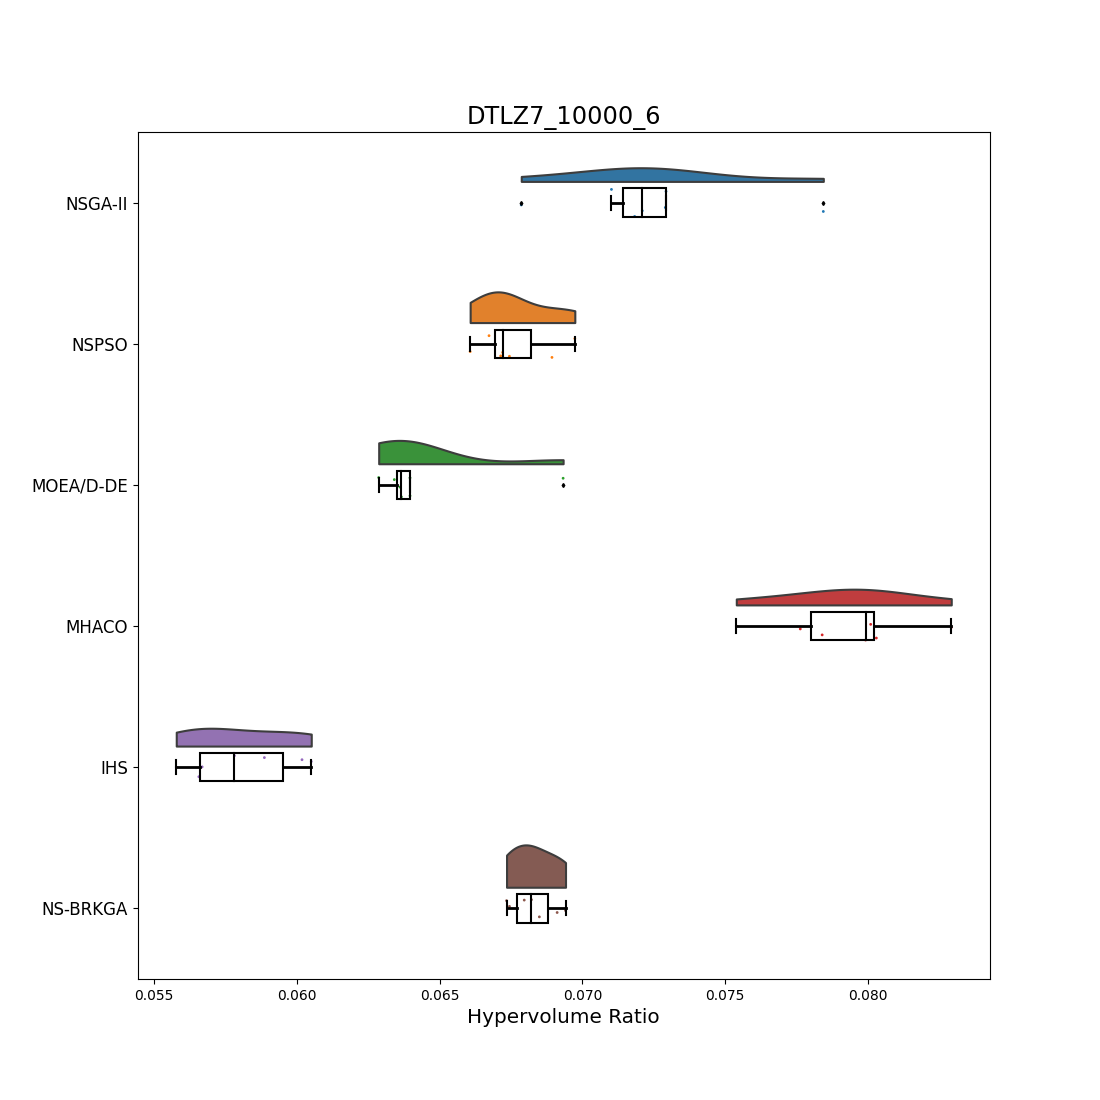 DTLZ7_10000_6
NSGA-II
NSPSO
MOEA/D-DE
MHACO
IHS
NS-BRKGA
0.055 0.060 0.065 0.070 0.075 0.080
Hypervolume Ratio